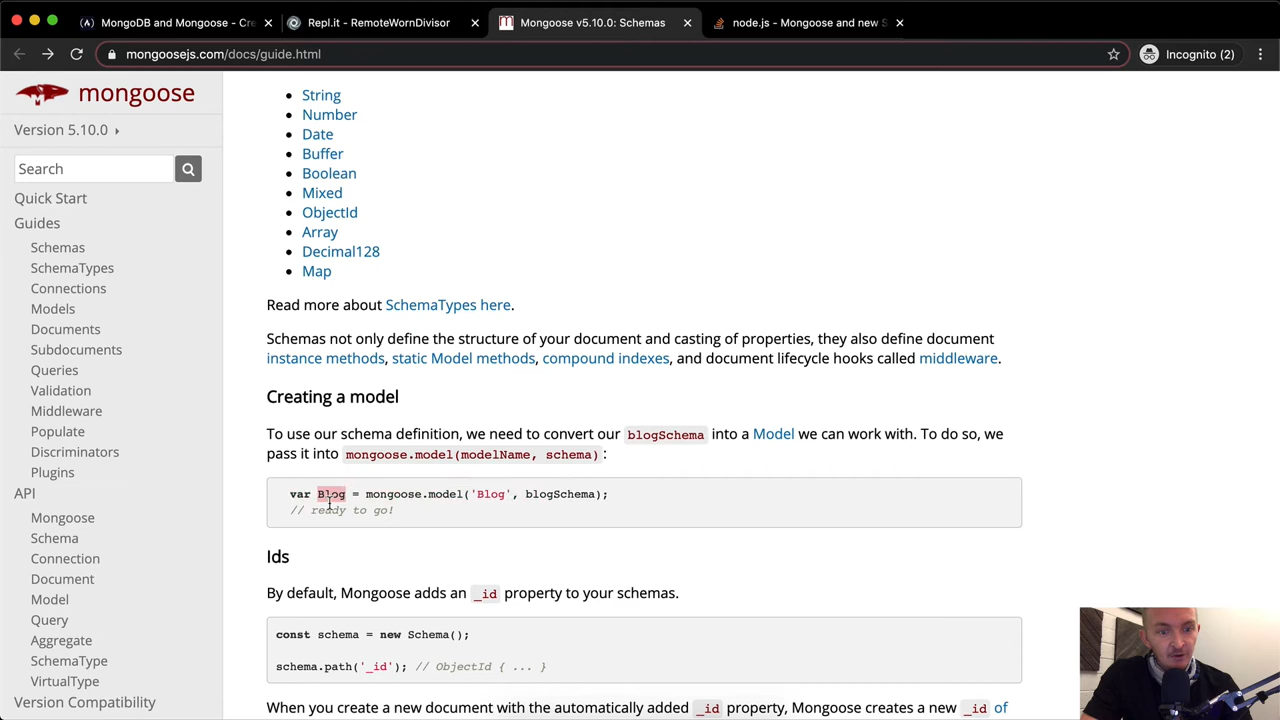 MongoDB and Mongoose - Cre
Repl.it - RemoteWornDivisor
Mongoose v5.10.0: Schemas
node.js - Mongoose and new S
mongoosejs.com/docs/guide.html
Incognito (2)
mongoose
Version 5.10.0
Search
Quick Start
Guides
Schemas
SchemaTypes
Connections
Models
Documents
Subdocuments
Queries
Validation
Middleware
Populate
Discriminators
Plugins
API
Mongoose
Schema
Connection
Document
Model
Query
Aggregate
SchemaType
VirtualType
Version Compatibility
String
Number
Date
Buffer
Boolean
Mixed
ObjectId
Array
Decimal128
Map
Read more about SchemaTypes here.
Schemas not only define the structure of your document and casting of properties, they also define document
instance methods, static Model methods, compound indexes, and document lifecycle hooks called middleware.
Creating a model
To use our schema definition, we need to convert our blogSchema into a Model we can work with. To do so, we
pass it into mongoose.model(modelName, schema):
var Blog = mongoose.model('Blog', blogSchema);
// ready to go!
Ids
By default, Mongoose adds an _id property to your schemas.
const schema = new Schema();
schema.path('_id'); // ObjectId { ... }
When you create a new document with the automatically added _id property, Mongoose creates a new _id of